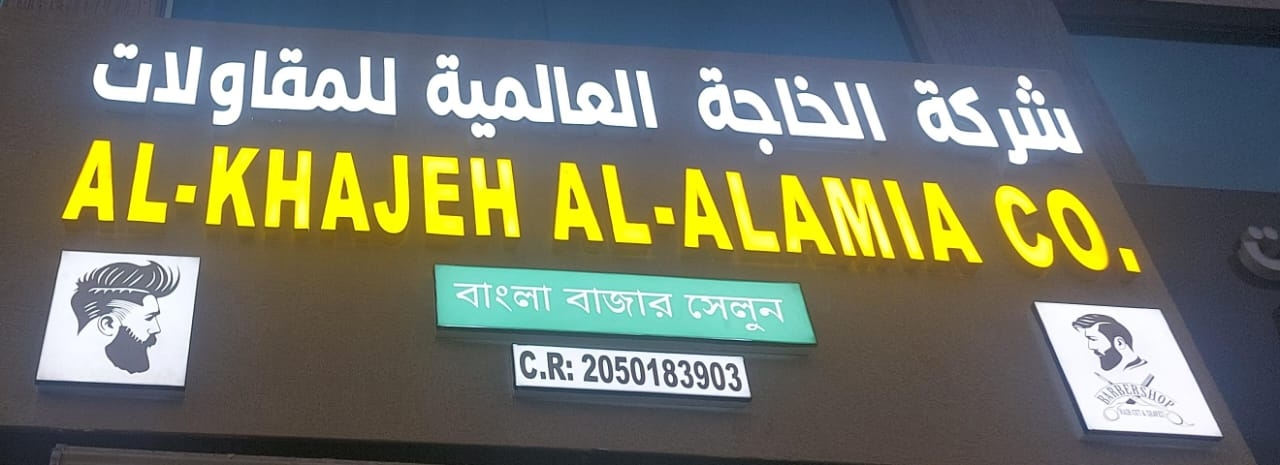 شركة الخاجة العالمية للمقاولات
AL-KHAJEH AL-ALAMIA CO.
বাংলা বাজার সেলুন
C.R: 2050183903
BARBERSHOP